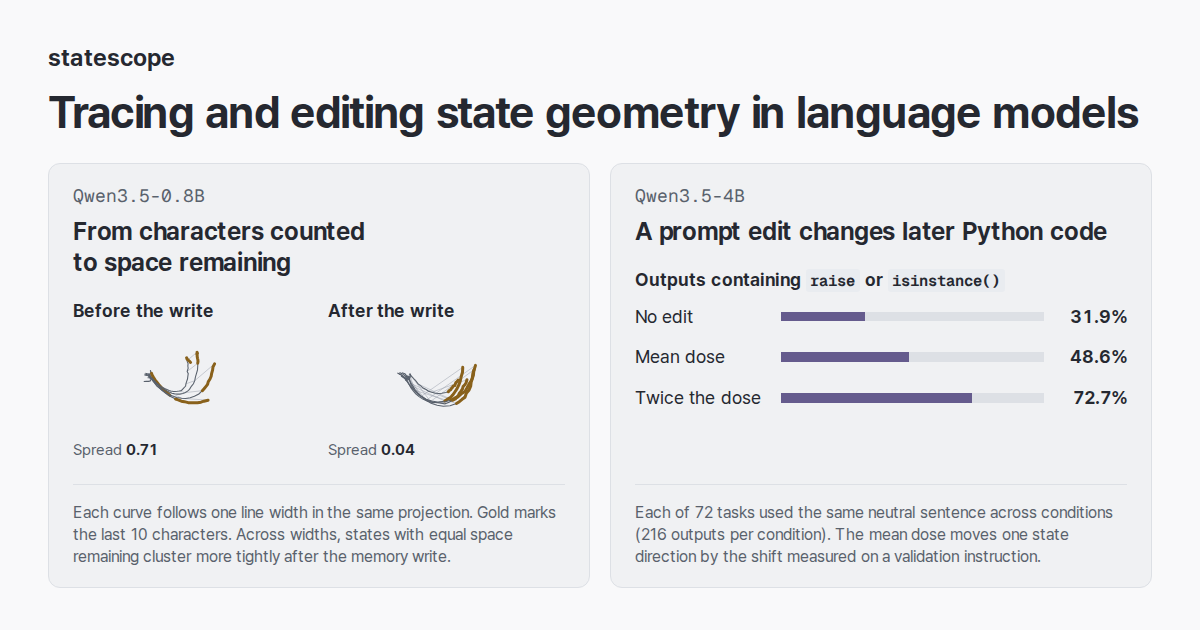 statescope
Tracing and editing state geometry in language models
Qwen3.5-0.8B
From characters counted
to space remaining
Before the write
After the write
Spread 0.71
Spread 0.04
Each curve follows one line width in the same projection. Gold marks
the last 10 characters. Across widths, states with equal space
remaining cluster more tightly after the memory write.
Qwen3.5-4B
A prompt edit changes later Python code
Outputs containing raise or isinstance()
No edit 31.9%
Mean dose 48.6%
Twice the dose 72.7%
Each of 72 tasks used the same neutral sentence across conditions
(216 outputs per condition). The mean dose moves one state
direction by the shift measured on a validation instruction.